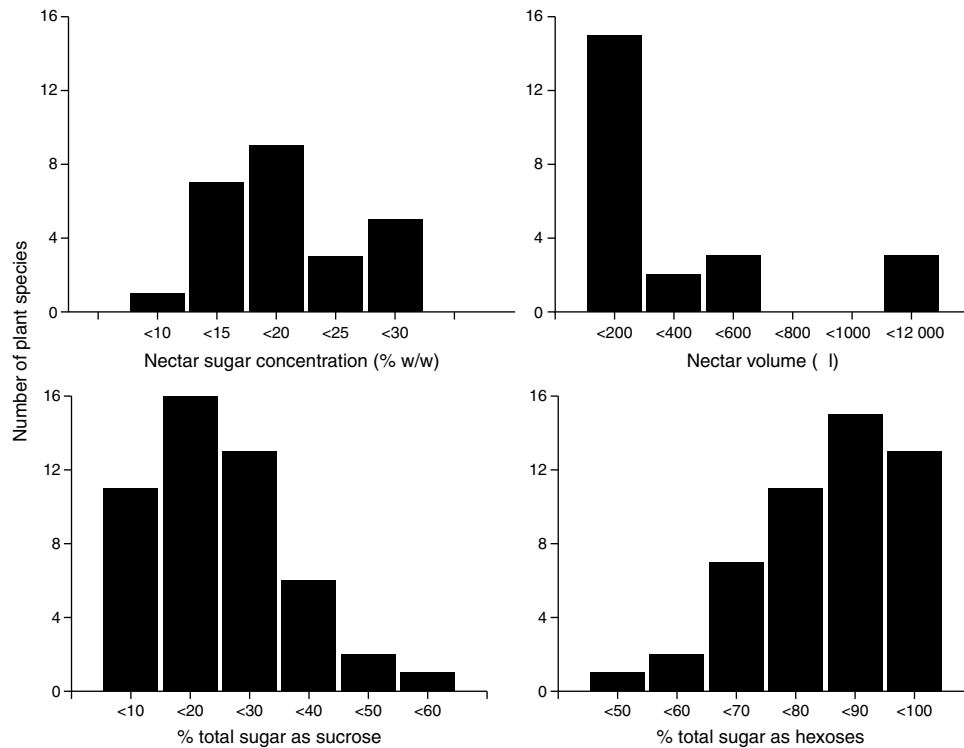 Number of plant species
16
12
8
4
0
<10 <15 <20 <25 <30
Nectar sugar concentration (% w/w)
16
12
8
4
0
<200 <400 <600 <800 <1000 <12 000
Nectar volume ( l)
16
12
8
4
0
<10 <20 <30 <40 <50 <60
% total sugar as sucrose
16
12
8
4
0
<50 <60 <70 <80 <90 <100
% total sugar as hexoses